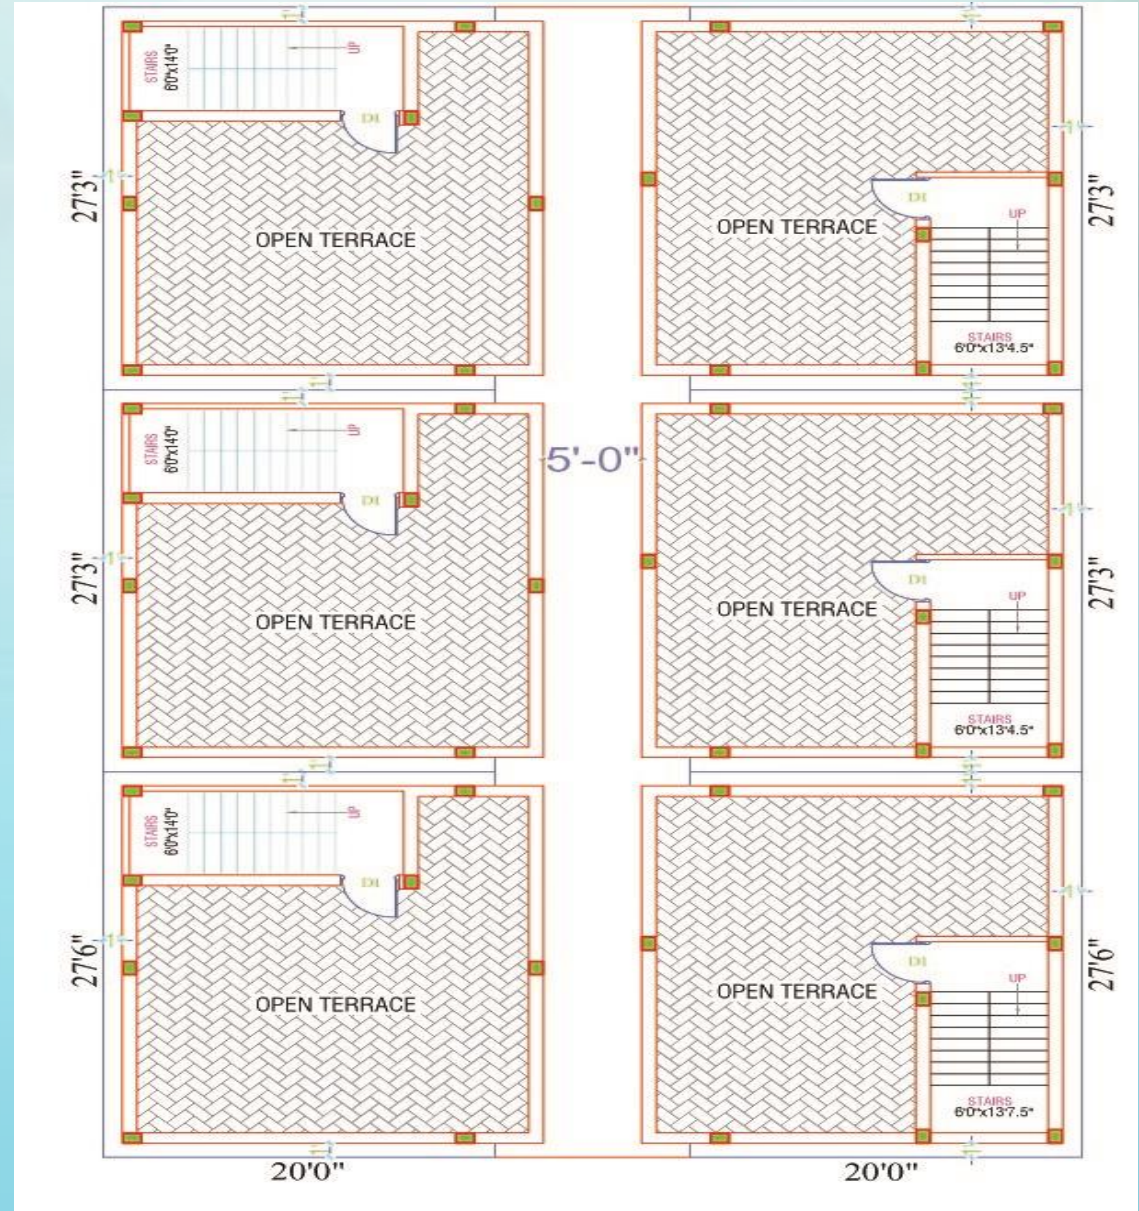 UP
STAIRS
6'0"x14'0"
D1
27'3"
OPEN TERRACE
D1
27'3"
OPEN TERRACE
UP
STAIRS
6'0"x13'4.5"
UP
STAIRS
6'0"x14'0"
5'-0"
D1
27'3"
OPEN TERRACE
D1
27'3"
OPEN TERRACE
UP
STAIRS
6'0"x13'4.5"
UP
STAIRS
6'0"x14'0"
D1
27'6"
OPEN TERRACE
D1
27'6"
OPEN TERRACE
UP
STAIRS
6'0"x13'7.5"
20'0"
20'0"